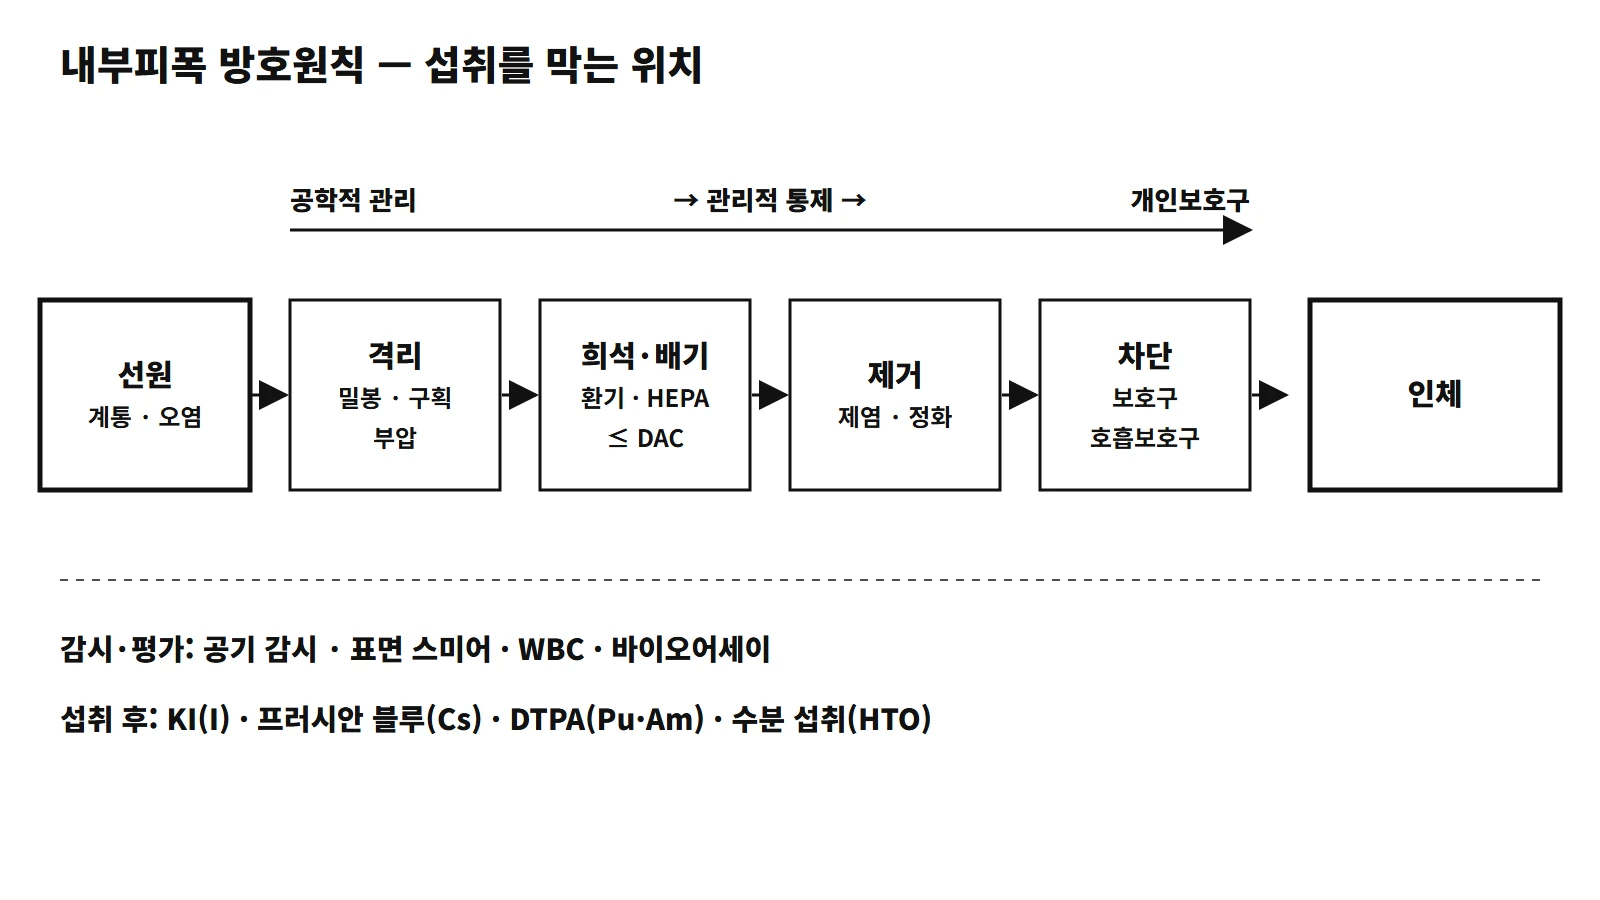 내부피폭 방호원칙 — 섭취를 막는 위치
공학적 관리 → 관리적 통제 → 개인보호구
선원
계통 · 오염
격리
밀봉 · 구획
부압
희석·배기
환기 · HEPA
≤ DAC
제거
제염 · 정화
차단
보호구
호흡보호구
인체
감시·평가: 공기 감시 · 표면 스미어 · WBC · 바이오어세이
섭취 후: KI(I) · 프러시안 블루(Cs) · DTPA(Pu·Am) · 수분 섭취(HTO)